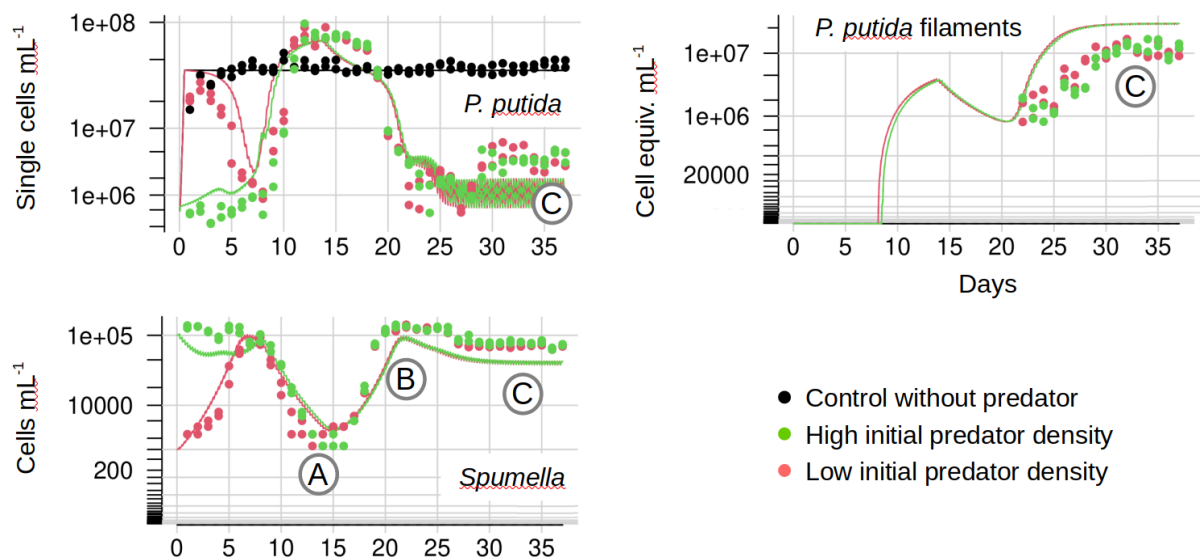 1e+08
1e+07
1e+06
Single cells mL⁻¹
P. putida
C
0 5 10 15 20 25 30 35
P. putida filaments
1e+07
1e+06
20000
Cell equiv. mL⁻¹
C
0 5 10 15 20 25 30 35
Days
1e+05
10000
200
Cells mL⁻¹
A
B
C
Spumella
0 5 10 15 20 25 30 35
Control without predator
High initial predator density
Low initial predator density